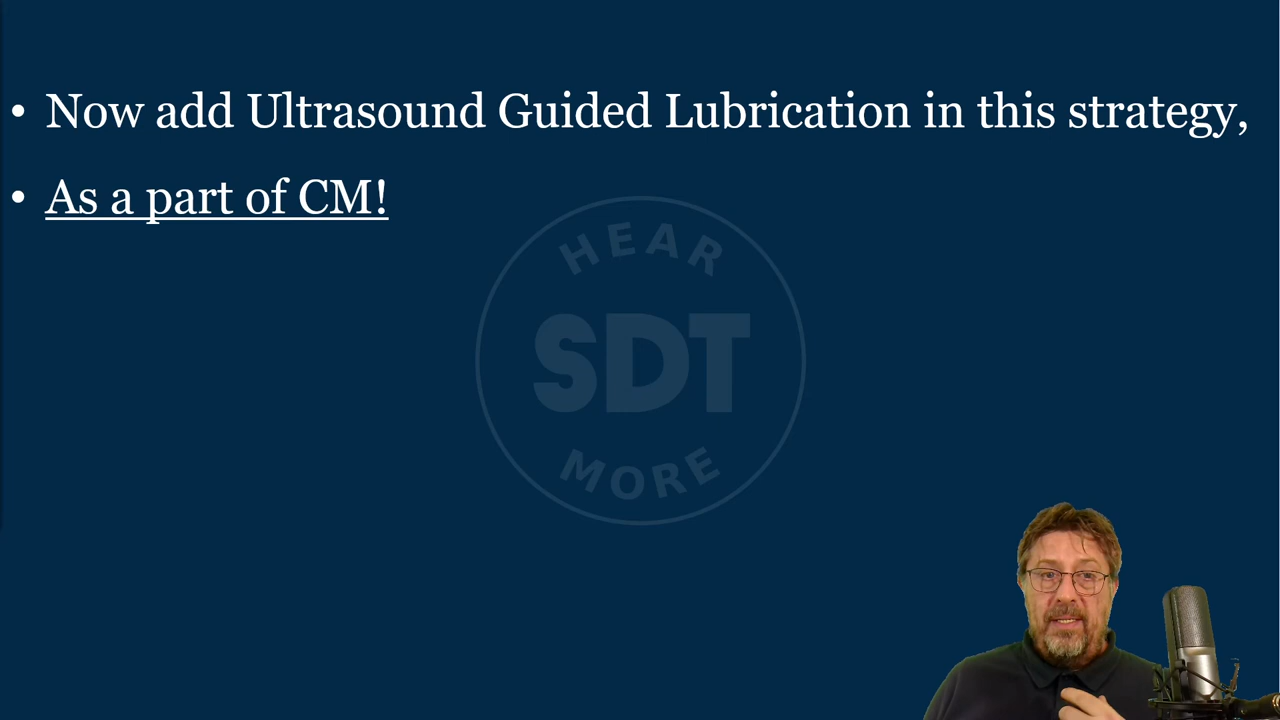 • Now add Ultrasound Guided Lubrication in this strategy,
• As a part of CM!
HEAR
SDT
MORE